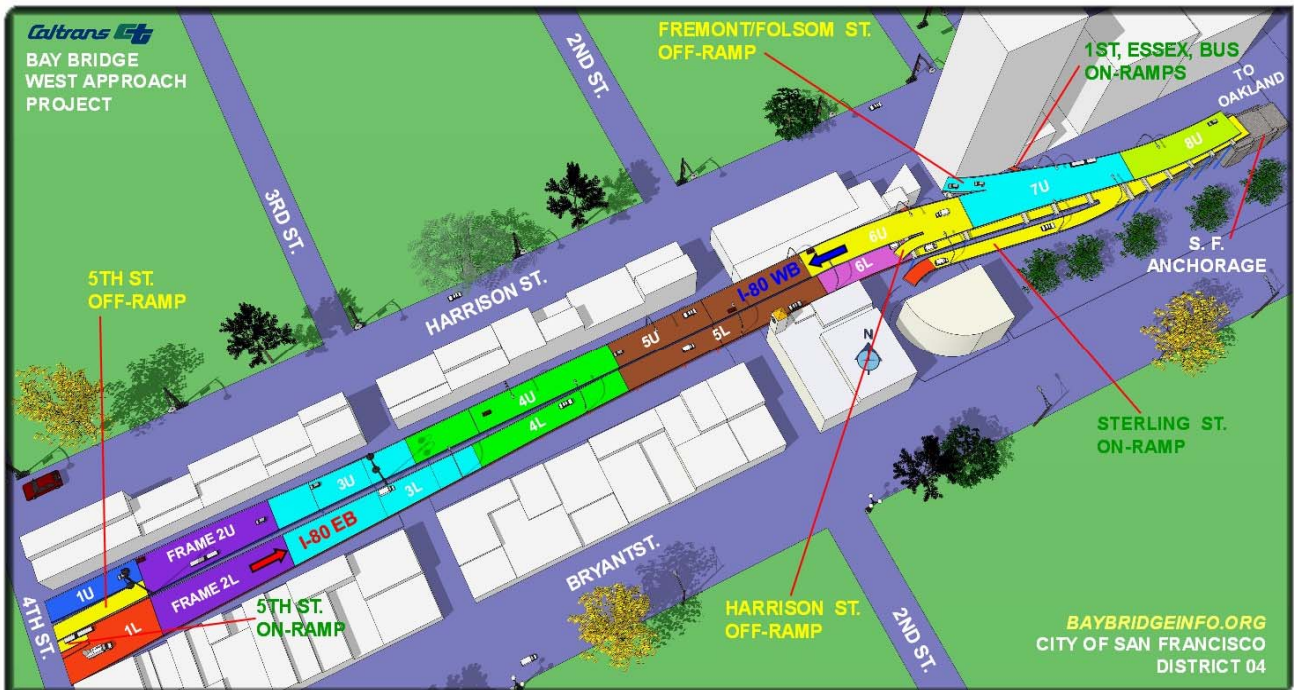 Caltrans
BAY BRIDGE
WEST APPROACH
PROJECT
2ND ST.
FREMONT/FOLSOM ST.
OFF-RAMP
1ST, ESSEX, BUS
ON-RAMPS
TO
OAKLAND
8U
7U
3RD ST.
S. F.
ANCHORAGE
6U
6L
I-80 WB
5TH ST.
OFF-RAMP
HARRISON ST.
5U
5L
N
4U
4L
STERLING ST.
ON-RAMP
3U
3L
I-80 EB
FRAME 2U
FRAME 2L
BRYANT ST.
1U
1L
4TH ST.
5TH ST.
ON-RAMP
HARRISON ST.
OFF-RAMP
2ND ST.
BAYBRIDGEINFO.ORG
CITY OF SAN FRANCISCO
DISTRICT 04